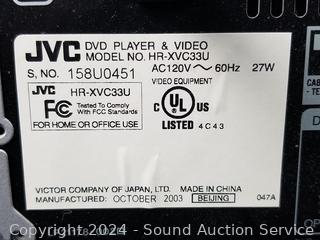 JVC DVD PLAYER & VIDEO
MODEL NO. HR-XVC33U
S, NO. 158U0451 AC120V ~ 60Hz 27W
VIDEO EQUIPMENT
JVC HR-XVC33U
FC Tested To Comply
With FCC Standards
FOR HOME OR OFFICE USE
C UL US
LISTED 4C43
VICTOR COMPANY OF JAPAN, LTD. MADE IN CHINA
MANUFACTURED: OCTOBER 2003 BEIJING 047A
Copyright 2024 - Sound Auction Service